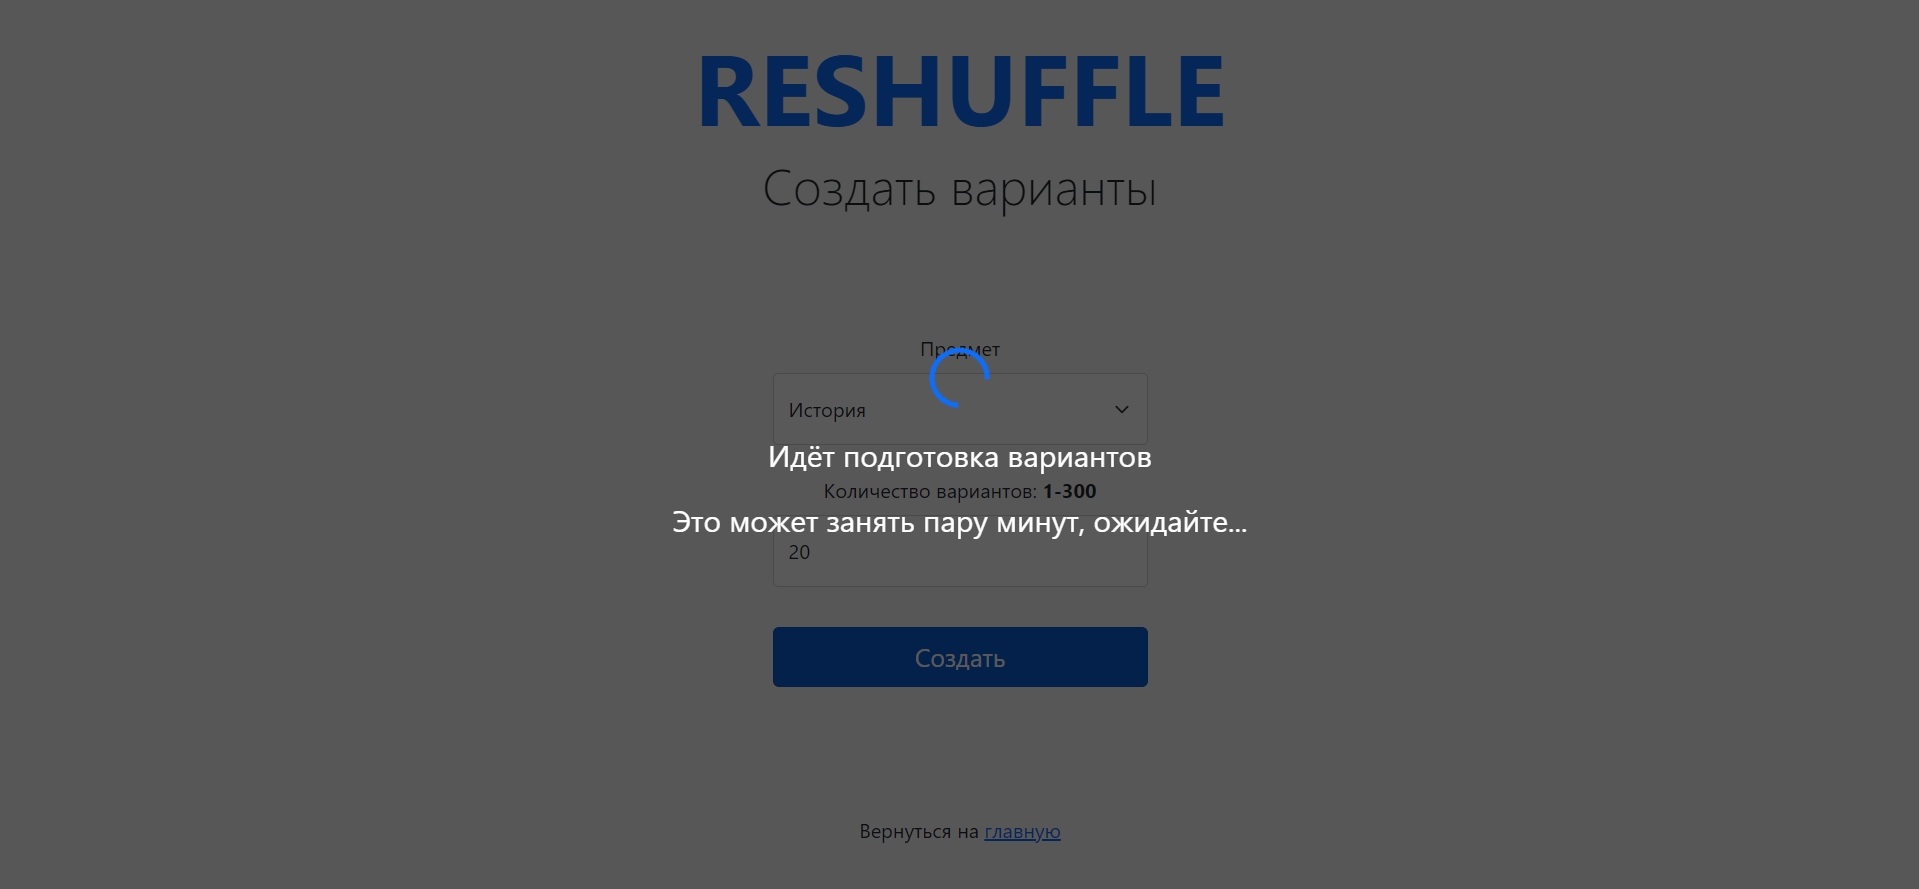 RESHUFFLE
Создать варианты
Предмет
История
Идёт подготовка вариантов
Количество вариантов: 1-300
Это может занять пару минут, ожидайте...
20
Создать
Вернуться на главную